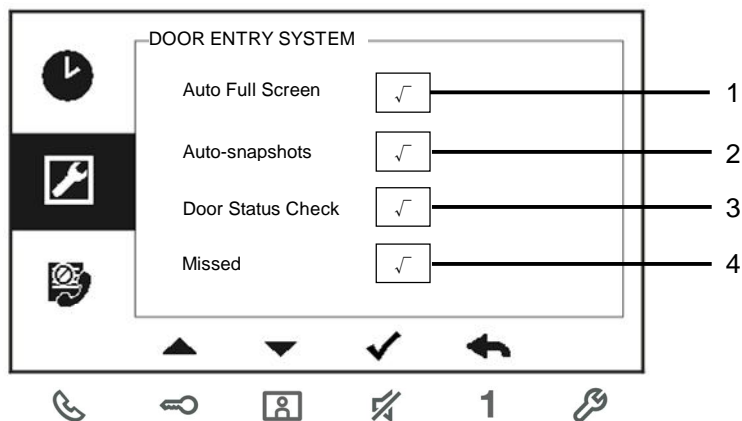 DOOR ENTRY SYSTEM
Auto Full Screen √ 1
Auto-snapshots √ 2
Door Status Check √ 3
Missed √ 4
1